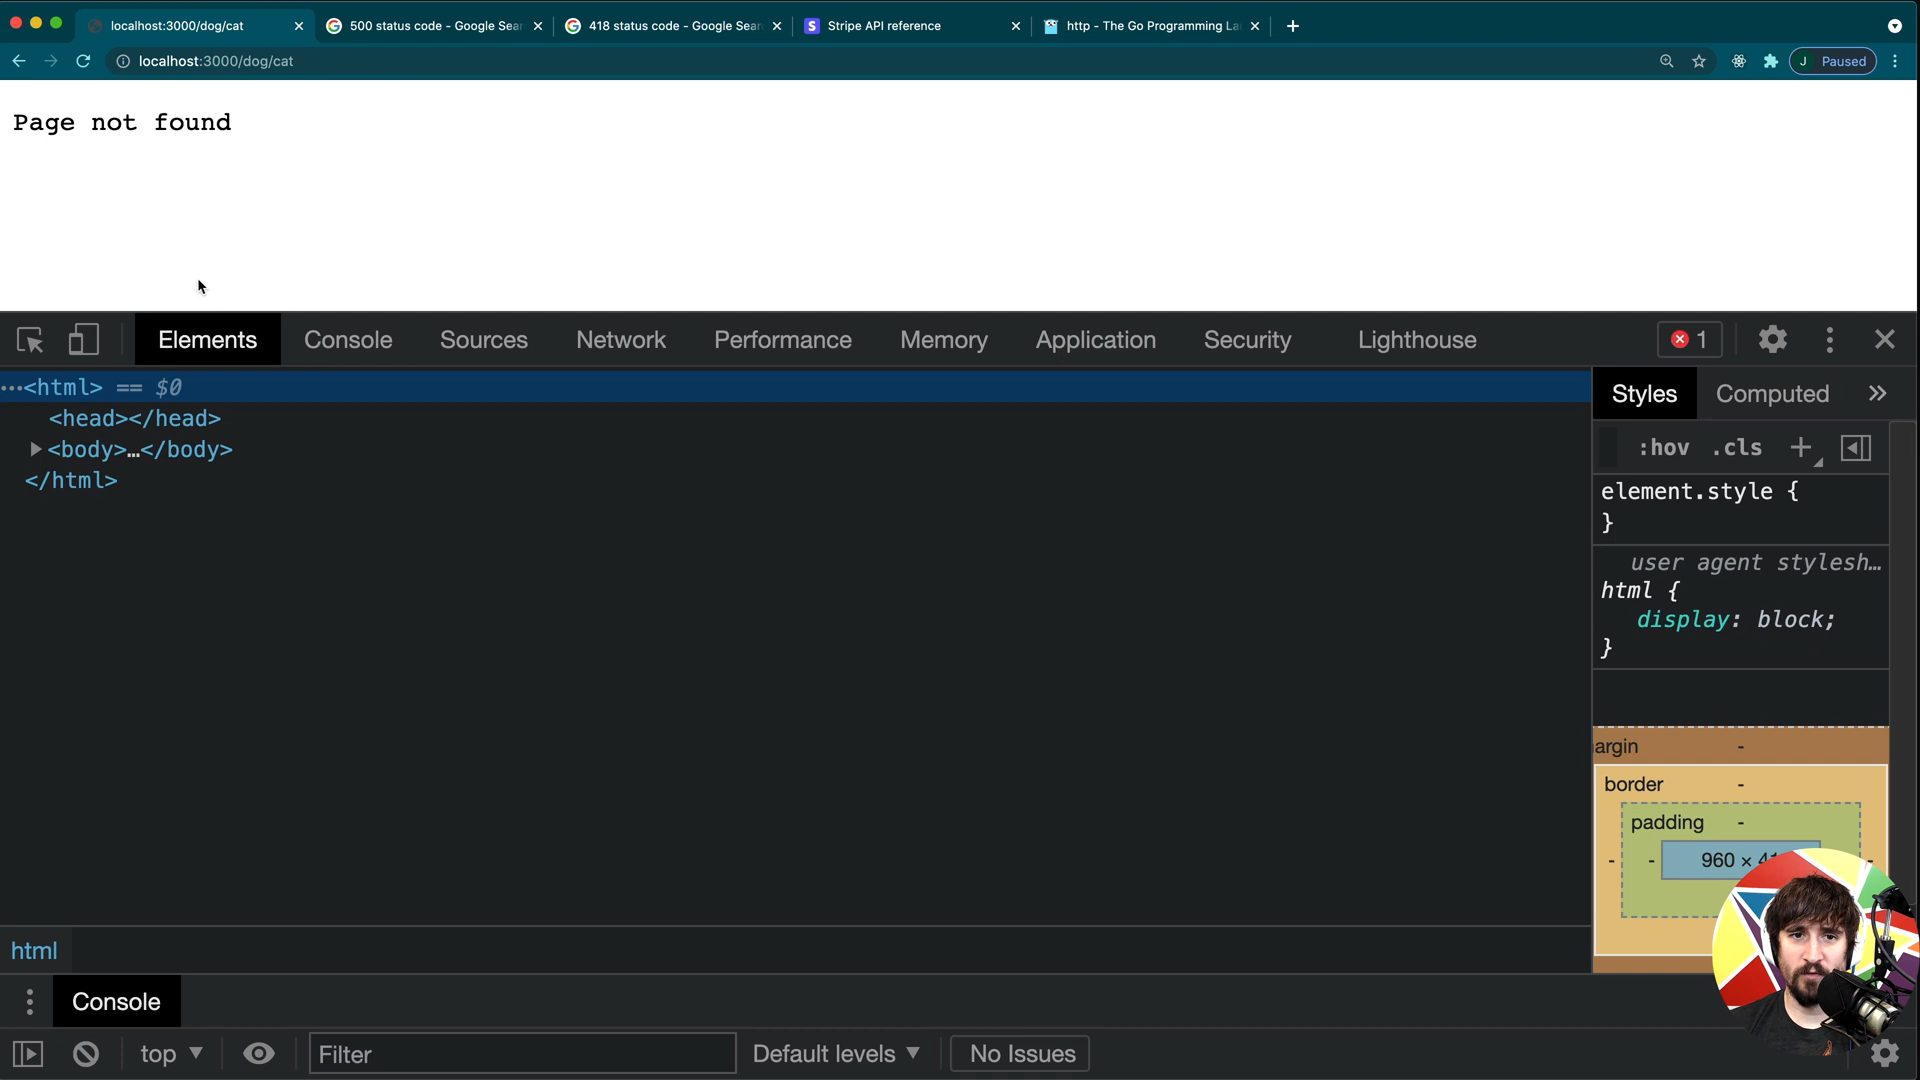 localhost:3000/dog/cat
500 status code - Google Sear
418 status code - Google Sear
S Stripe API reference
http - The Go Programming La
localhost:3000/dog/cat
J Paused
Page not found
Elements Console Sources Network Performance Memory Application Security Lighthouse 1
…<html> == $0
<head></head>
<body>…</body>
</html>
Styles Computed »
:hov .cls +
element.style {
}
user agent stylesh…
html {
display: block;
}
argin -
border -
padding -
- - 960 × 41 -
html
Console
top ▼ Filter Default levels ▼ No Issues